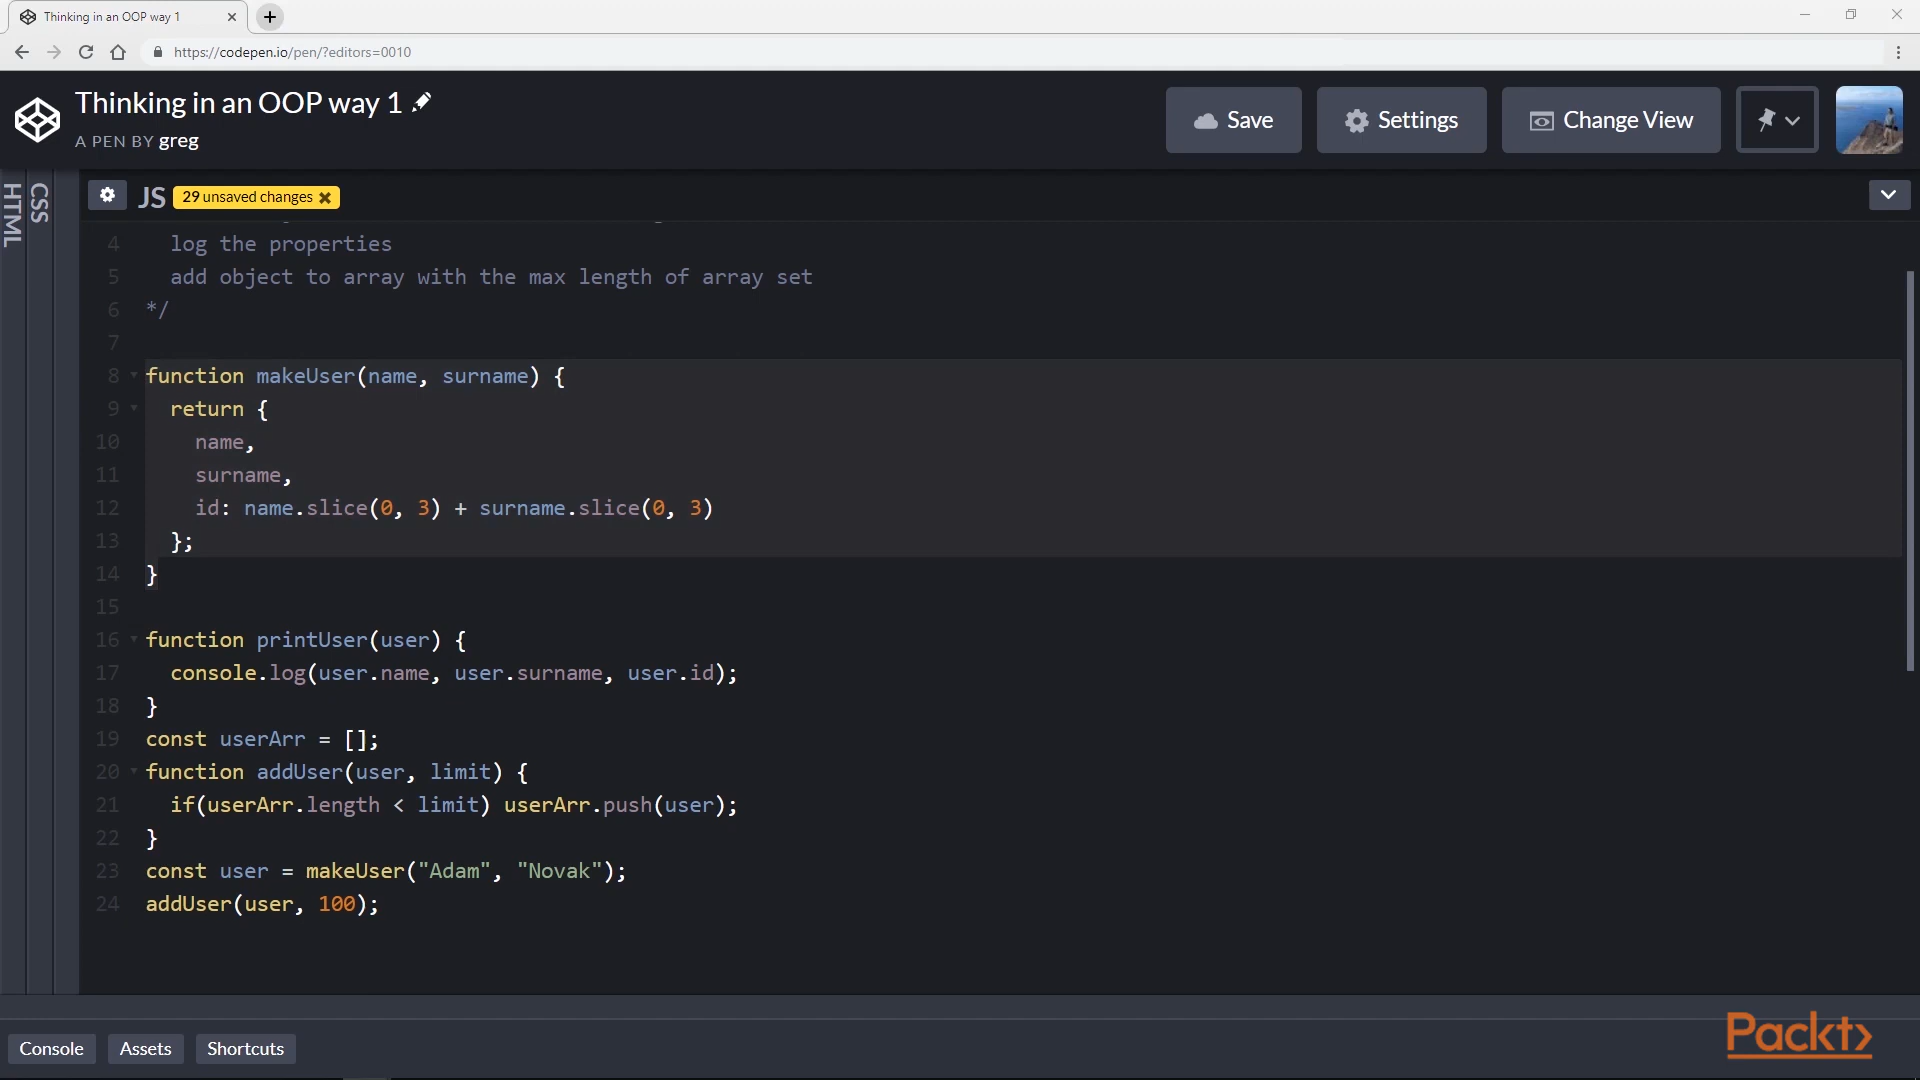 Thinking in an OOP way 1
https://codepen.io/pen/?editors=0010
Thinking in an OOP way 1
A PEN BY greg
Save
Settings
Change View
HTML
CSS
JS
29 unsaved changes
4 log the properties
5 add object to array with the max length of array set
6 */
7
8 function makeUser(name, surname) {
9 return {
10 name,
11 surname,
12 id: name.slice(0, 3) + surname.slice(0, 3)
13 };
14 }
15
16 function printUser(user) {
17 console.log(user.name, user.surname, user.id);
18 }
19 const userArr = [];
20 function addUser(user, limit) {
21 if(userArr.length < limit) userArr.push(user);
22 }
23 const user = makeUser("Adam", "Novak");
24 addUser(user, 100);
Console
Assets
Shortcuts
Packt>